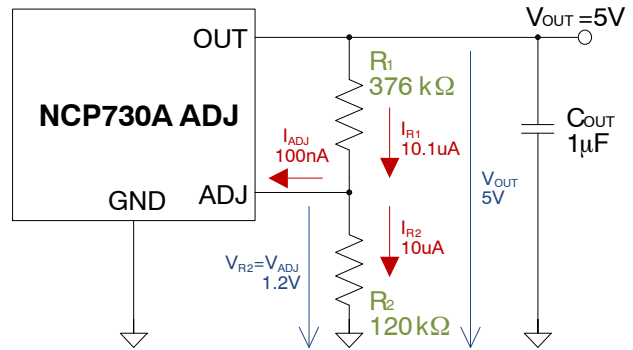 VOUT =5V
OUT
R1
376 kΩ
NCP730A ADJ
COUT
1μF
IADJ
100nA
IR1
10.1uA
VOUT
5V
GND
ADJ
IR2
10uA
VR2=VADJ
1.2V
R2
120 kΩ